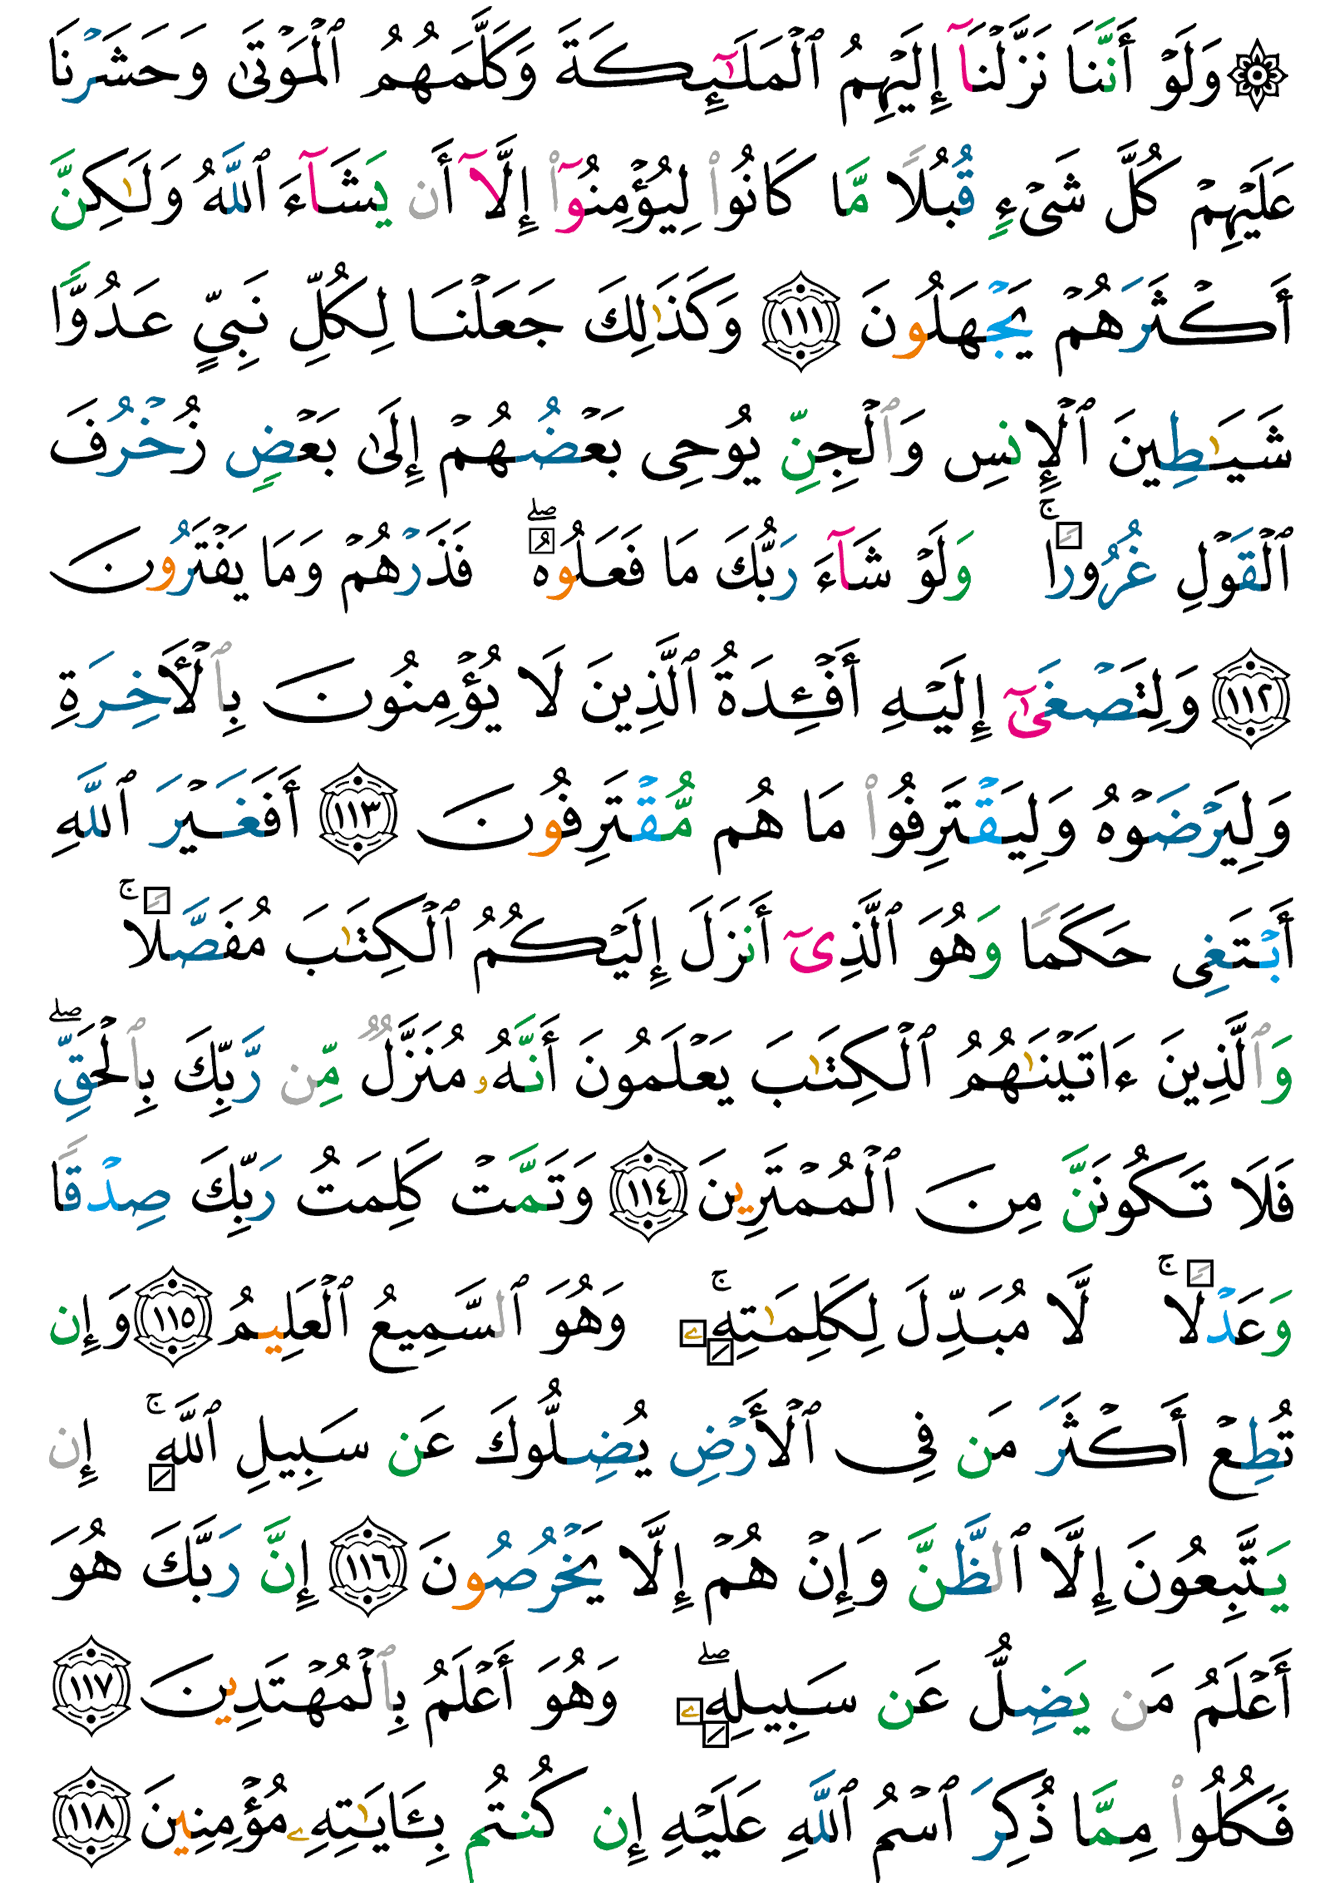 ۞ وَلَوْ أَنَّنَا نَزَّلْنَآ إِلَيْهِمُ ٱلْمَلَـٰٓئِكَةَ وَكَلَّمَهُمُ ٱلْمَوْتَىٰ وَحَشَرْنَا
عَلَيْهِمْ كُلَّ شَىْءٍ قُبُلًا مَّا كَانُوا۟ لِيُؤْمِنُوٓا۟ إِلَّآ أَن يَشَآءَ ٱللَّهُ وَلَـٰكِنَّ
أَكْثَرَهُمْ يَجْهَلُونَ ١١١ وَكَذَٰلِكَ جَعَلْنَا لِكُلِّ نَبِىٍّ عَدُوًّا
شَيَـٰطِينَ ٱلْإِنسِ وَٱلْجِنِّ يُوحِى بَعْضُهُمْ إِلَىٰ بَعْضٍ زُخْرُفَ
ٱلْقَوْلِ غُرُورًا ۚ وَلَوْ شَآءَ رَبُّكَ مَا فَعَلُوهُ ۖ فَذَرْهُمْ وَمَا يَفْتَرُونَ
١١٢ وَلِتَصْغَىٰٓ إِلَيْهِ أَفْـِٔدَةُ ٱلَّذِينَ لَا يُؤْمِنُونَ بِٱلْـَٔاخِرَةِ
وَلِيَرْضَوْهُ وَلِيَقْتَرِفُوا۟ مَا هُم مُّقْتَرِفُونَ ١١٣ أَفَغَيْرَ ٱللَّهِ
أَبْتَغِى حَكَمًا وَهُوَ ٱلَّذِىٓ أَنزَلَ إِلَيْكُمُ ٱلْكِتَـٰبَ مُفَصَّلًا ۚ
وَٱلَّذِينَ ءَاتَيْنَـٰهُمُ ٱلْكِتَـٰبَ يَعْلَمُونَ أَنَّهُۥ مُنَزَّلٌ مِّن رَّبِّكَ بِٱلْحَقِّ ۖ
فَلَا تَكُونَنَّ مِنَ ٱلْمُمْتَرِينَ ١١٤ وَتَمَّتْ كَلِمَتُ رَبِّكَ صِدْقًا
وَعَدْلًا ۚ لَّا مُبَدِّلَ لِكَلِمَـٰتِهِۦ ۚ وَهُوَ ٱلسَّمِيعُ ٱلْعَلِيمُ ١١٥ وَإِن
تُطِعْ أَكْثَرَ مَن فِى ٱلْأَرْضِ يُضِلُّوكَ عَن سَبِيلِ ٱللَّهِ ۚ إِن
يَتَّبِعُونَ إِلَّا ٱلظَّنَّ وَإِنْ هُمْ إِلَّا يَخْرُصُونَ ١١٦ إِنَّ رَبَّكَ هُوَ
أَعْلَمُ مَن يَضِلُّ عَن سَبِيلِهِۦ ۖ وَهُوَ أَعْلَمُ بِٱلْمُهْتَدِينَ ١١٧
فَكُلُوا۟ مِمَّا ذُكِرَ ٱسْمُ ٱللَّهِ عَلَيْهِ إِن كُنتُم بِـَٔايَـٰتِهِۦ مُؤْمِنِينَ ١١٨